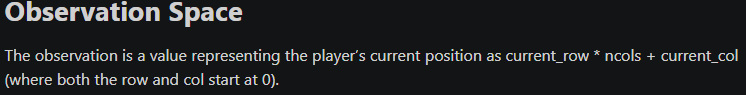 Observation Space
The observation is a value representing the player’s current position as current_row * ncols + current_col
(where both the row and col start at 0).